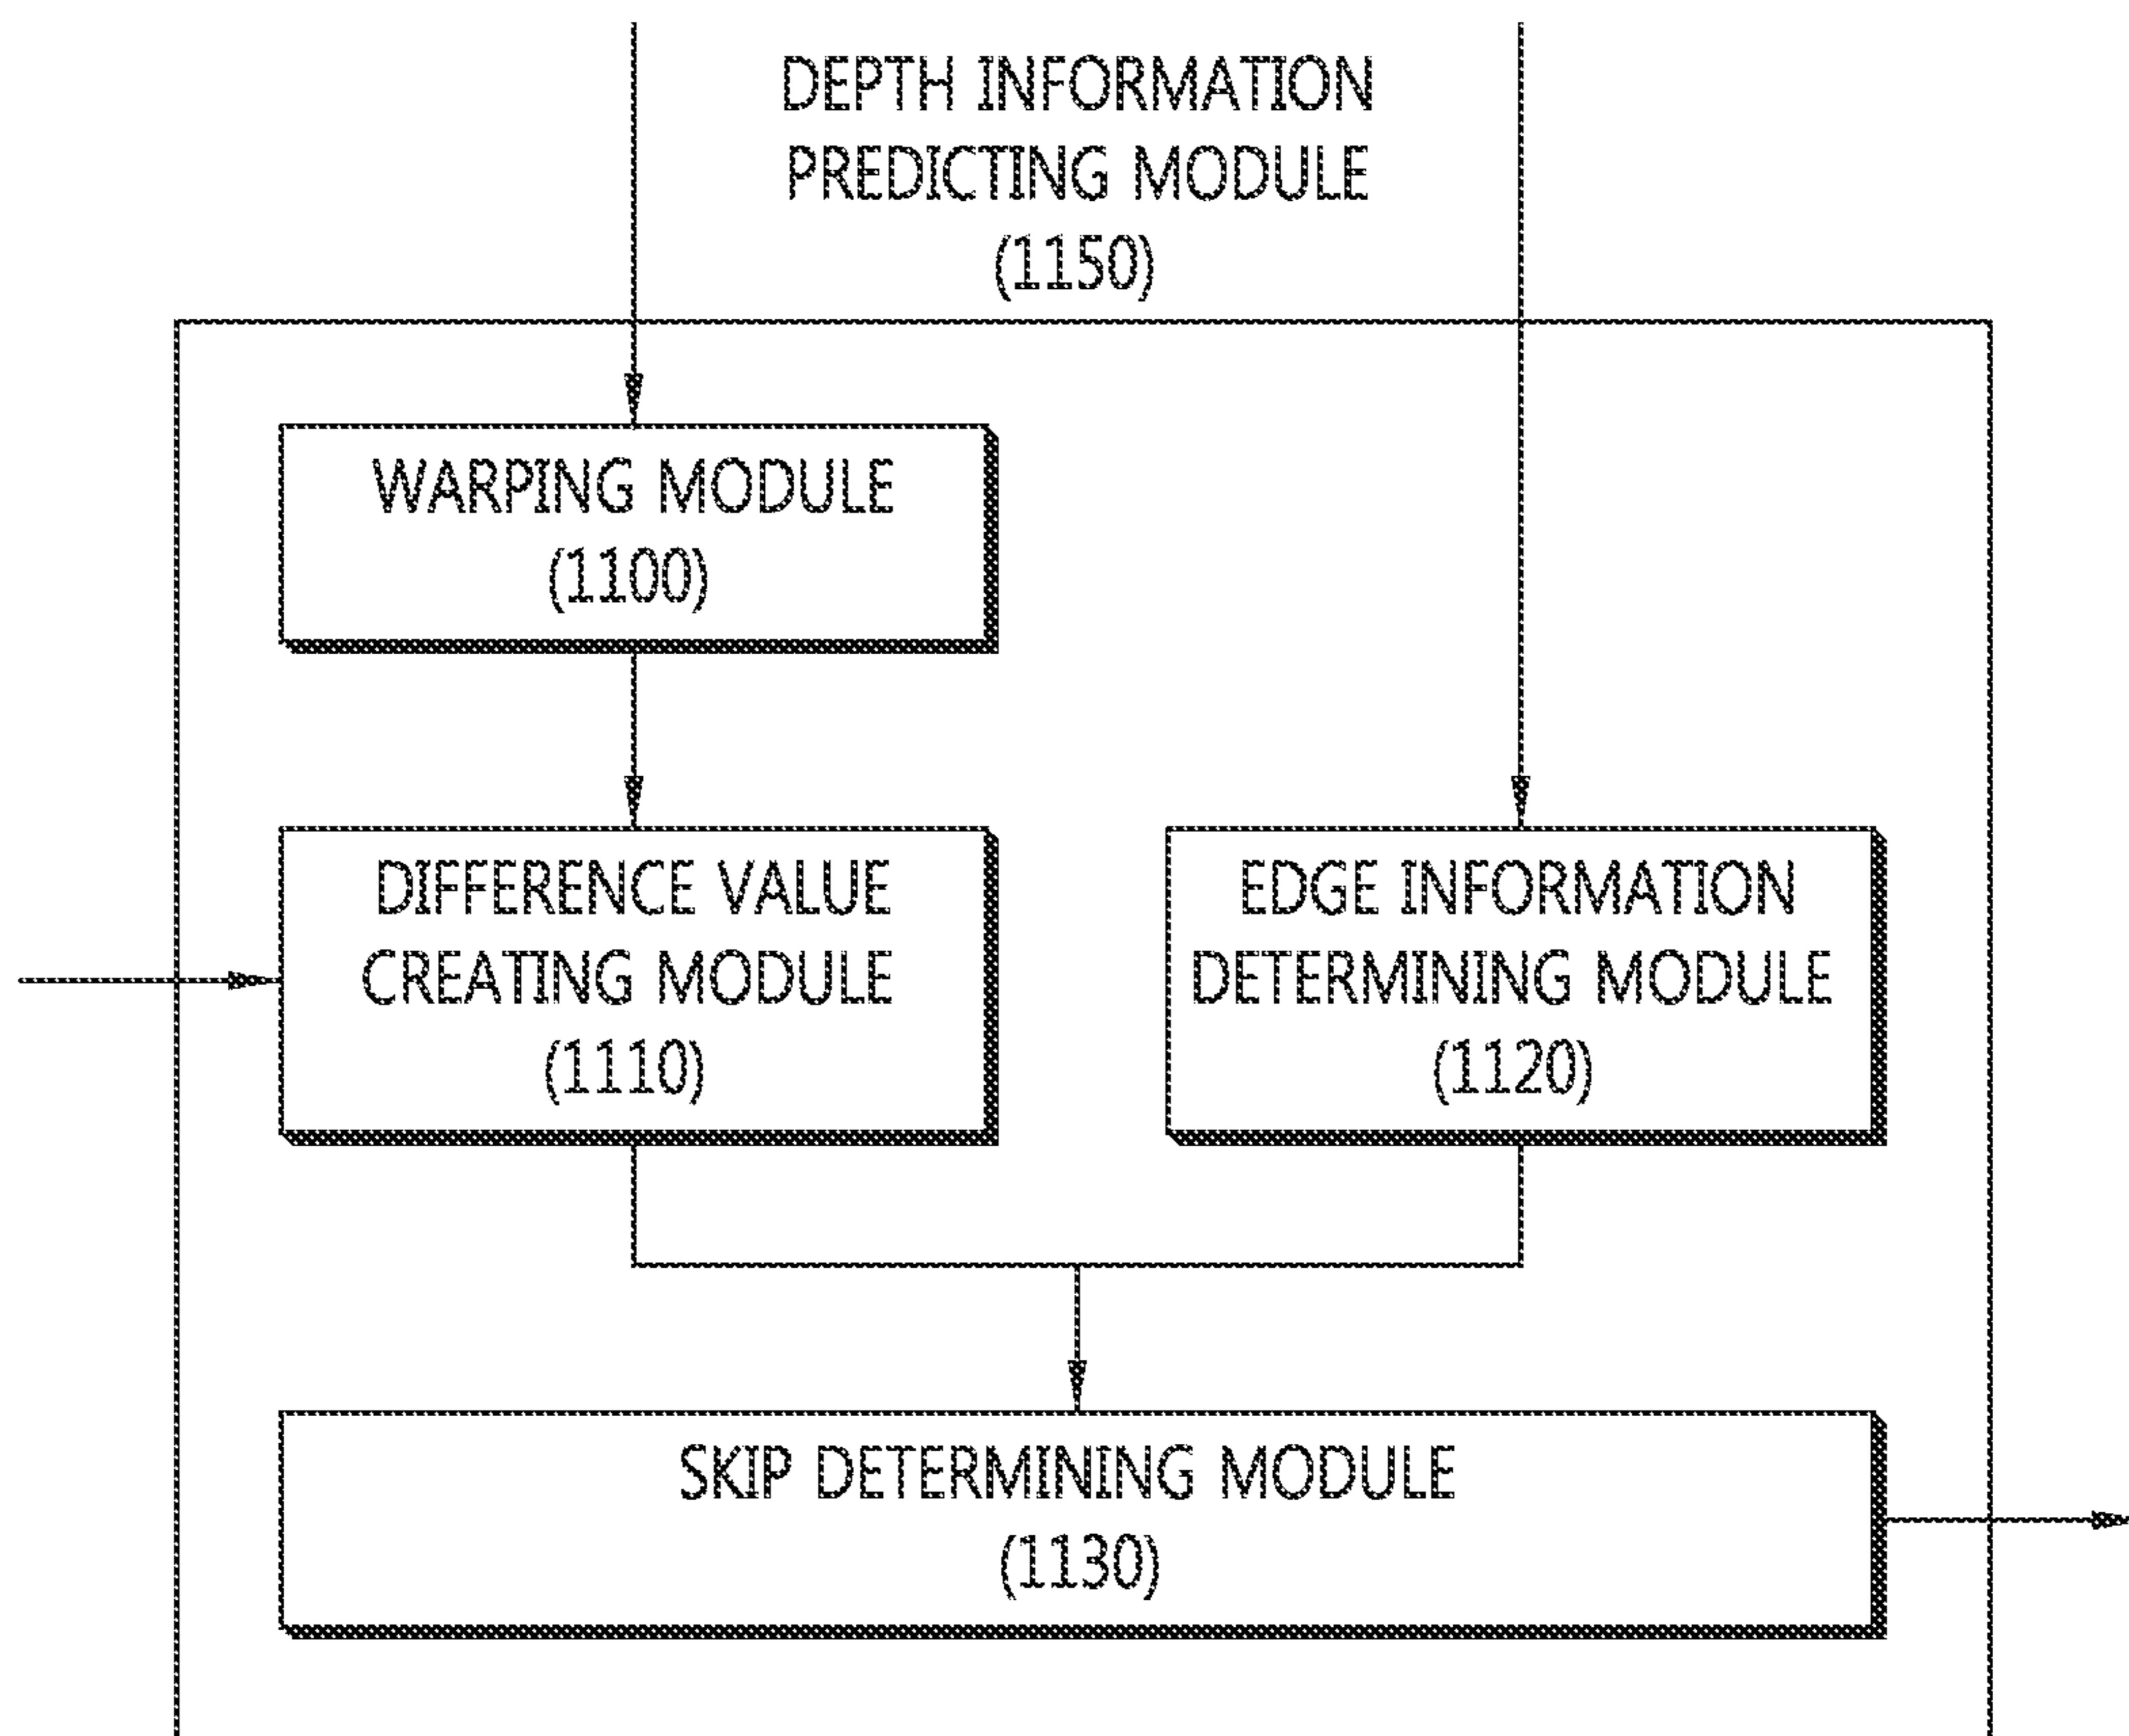 DEPTH INFORMATION
PREDICTING MODULE
(1150)
WARPING MODULE
(1100)
DIFFERENCE VALUE
CREATING MODULE
(1110)
EDGE INFORMATION
DETERMINING MODULE
(1120)
SKIP DETERMINING MODULE
(1130)